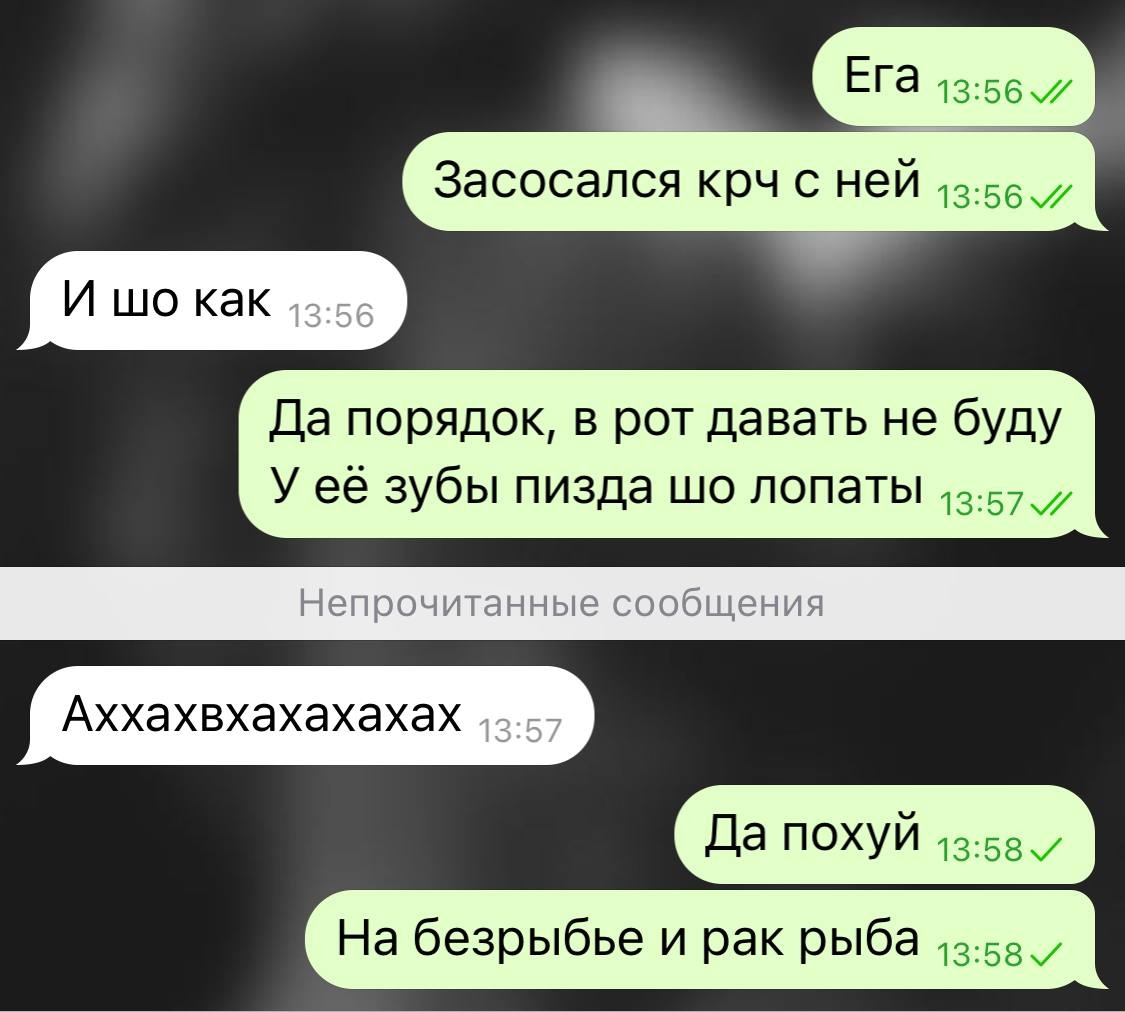 Ега 13:56
Засосался крч с ней 13:56
И шо как 13:56
Да порядок, в рот давать не буду
У её зубы пизда шо лопаты 13:57
Непрочитанные сообщения
Аххахвхахахахах 13:57
Да похуй 13:58
На безрыбье и рак рыба 13:58